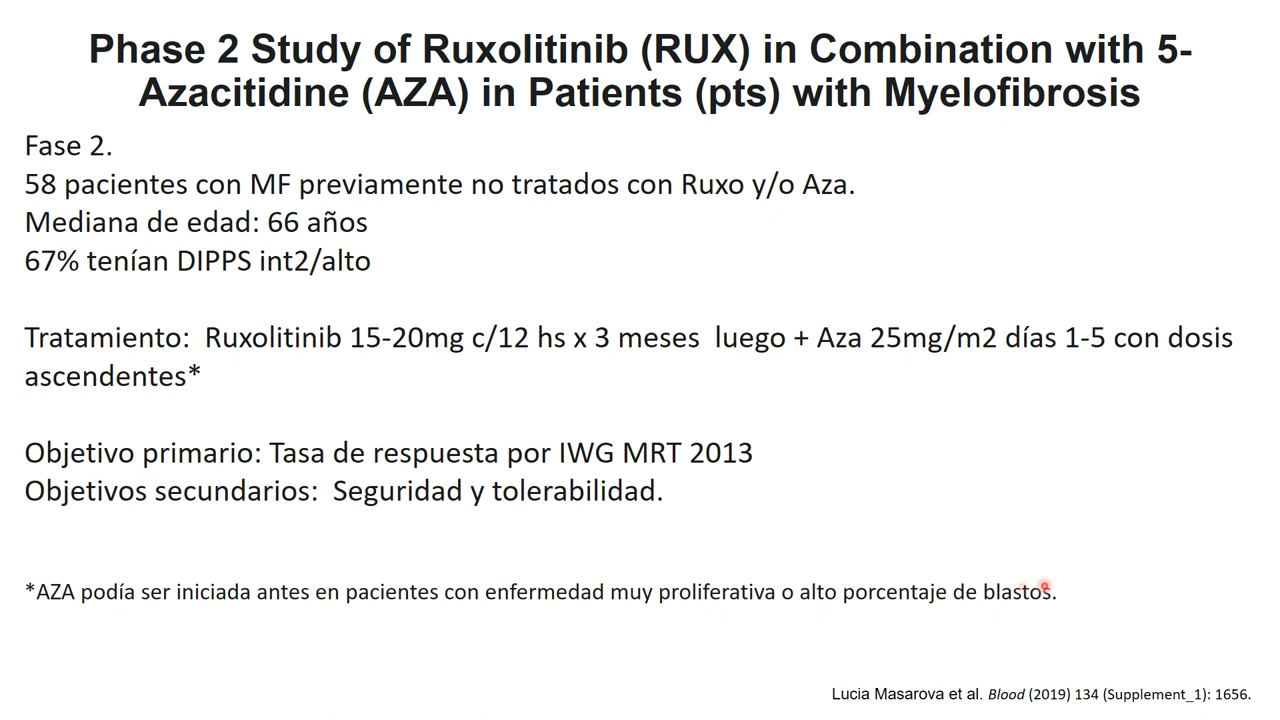 Phase 2 Study of Ruxolitinib (RUX) in Combination with 5-
Azacitidine (AZA) in Patients (pts) with Myelofibrosis
Fase 2.
58 pacientes con MF previamente no tratados con Ruxo y/o Aza.
Mediana de edad: 66 años
67% tenían DIPPS int2/alto
Tratamiento: Ruxolitinib 15-20mg c/12 hs x 3 meses luego + Aza 25mg/m2 días 1-5 con dosis
ascendentes*
Objetivo primario: Tasa de respuesta por IWG MRT 2013
Objetivos secundarios: Seguridad y tolerabilidad.
*AZA podía ser iniciada antes en pacientes con enfermedad muy proliferativa o alto porcentaje de blastos.
Lucia Masarova et al. Blood (2019) 134 (Supplement_1): 1656.